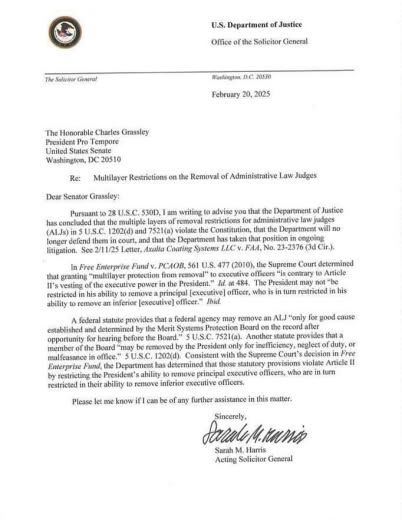 U.S. Department of Justice
Office of the Solicitor General
The Solicitor General
Washington, D.C. 20530
February 20, 2025
The Honorable Charles Grassley
President Pro Tempore
United States Senate
Washington, DC 20510
Re: Multilayer Restrictions on the Removal of Administrative Law Judges
Dear Senator Grassley:
Pursuant to 28 U.S.C. 530D, I am writing to advise you that the Department of Justice
has concluded that the multiple layers of removal restrictions for administrative law judges
(ALJs) in 5 U.S.C. 1202(d) and 7521(a) violate the Constitution, that the Department will no
longer defend them in court, and that the Department has taken that position in ongoing
litigation. See 2/11/25 Letter, Axalta Coating Systems LLC v. FAA, No. 23-2376 (3d Cir.).
In Free Enterprise Fund v. PCAOB, 561 U.S. 477 (2010), the Supreme Court determined
that granting “multilayer protection from removal” to executive officers “is contrary to Article
II’s vesting of the executive power in the President.” Id. at 484. The President may not “be
restricted in his ability to remove a principal [executive] officer, who is in turn restricted in his
ability to remove an inferior [executive] officer.” Ibid.
A federal statute provides that a federal agency may remove an ALJ “only for good cause
established and determined by the Merit Systems Protection Board on the record after
opportunity for hearing before the Board.” 5 U.S.C. 7521(a). Another statute provides that a
member of the Board “may be removed by the President only for inefficiency, neglect of duty, or
malfeasance in office.” 5 U.S.C. 1202(d). Consistent with the Supreme Court’s decision in Free
Enterprise Fund, the Department has determined that those statutory provisions violate Article II
by restricting the President’s ability to remove principal executive officers, who are in turn
restricted in their ability to remove inferior executive officers.
Please let me know if I can be of any further assistance in this matter.
Sincerely,
Sarah M. Harris
Sarah M. Harris
Acting Solicitor General